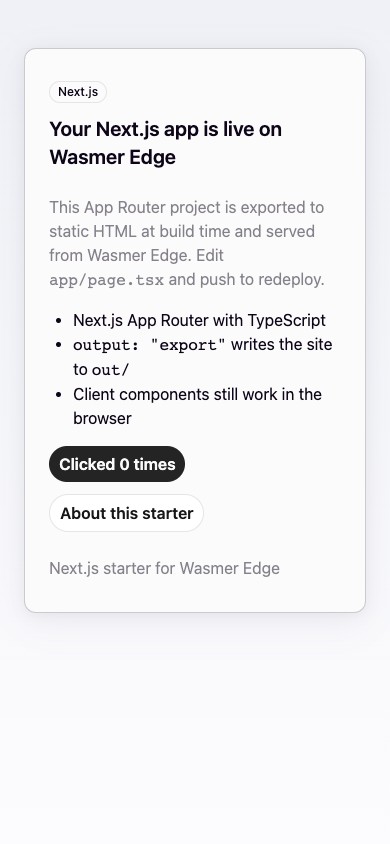 Next.js
Your Next.js app is live on
Wasmer Edge
This App Router project is exported to
static HTML at build time and served
from Wasmer Edge. Edit
app/page.tsx and push to redeploy.
• Next.js App Router with TypeScript
• output: "export" writes the site
to out/
• Client components still work in the
browser
Clicked 0 times
About this starter
Next.js starter for Wasmer Edge